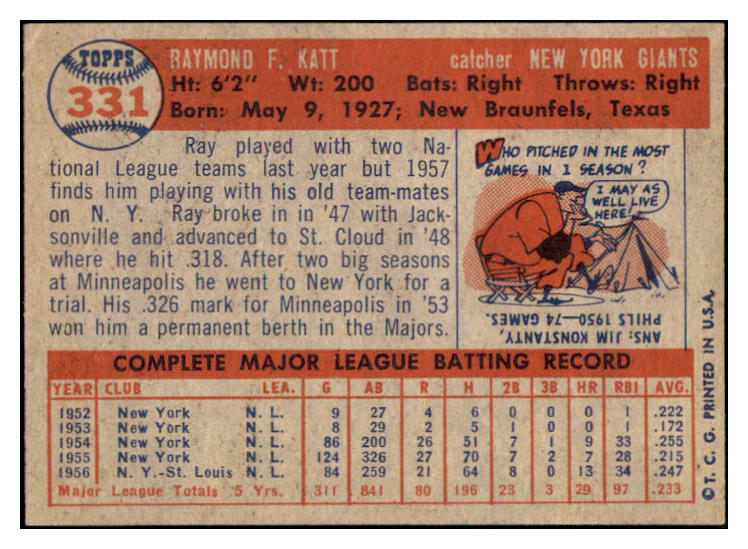 TOPPS
331
RAYMOND F. KATT catcher NEW YORK GIANTS
Ht: 6'2" Wt: 200 Bats: Right Throws: Right
Born: May 9, 1927; New Braunfels, Texas
Ray played with two Na-
tional League teams last year but 1957
finds him playing with his old team-mates
on N. Y. Ray broke in in '47 with Jack-
sonville and advanced to St. Cloud in '48
where he hit .318. After two big seasons
at Minneapolis he went to New York for a
trial. His .326 mark for Minneapolis in '53
won him a permanent berth in the Majors.
WHO PITCHED IN THE MOST
GAMES IN 1 SEASON?
I MAY AS
WELL LIVE
HERE!
ANS: JIM KONSTANTY,
PHILS 1950—74 GAMES.
COMPLETE MAJOR LEAGUE BATTING RECORD
YEAR CLUB LEA. G AB R H 2B 3B HR RBI AVG.
1952 New York N. L. 9 27 4 6 0 0 0 1 .222
1953 New York N. L. 8 29 2 5 1 0 0 1 .172
1954 New York N. L. 86 200 26 51 7 1 9 33 .255
1955 New York N. L. 124 326 27 70 7 2 7 28 .215
1956 N. Y.-St. Louis N. L. 84 259 21 64 8 0 13 34 .247
Major League Totals 5 Yrs. 311 841 80 196 23 3 29 97 .233
© T. C. G. PRINTED IN U.S.A.